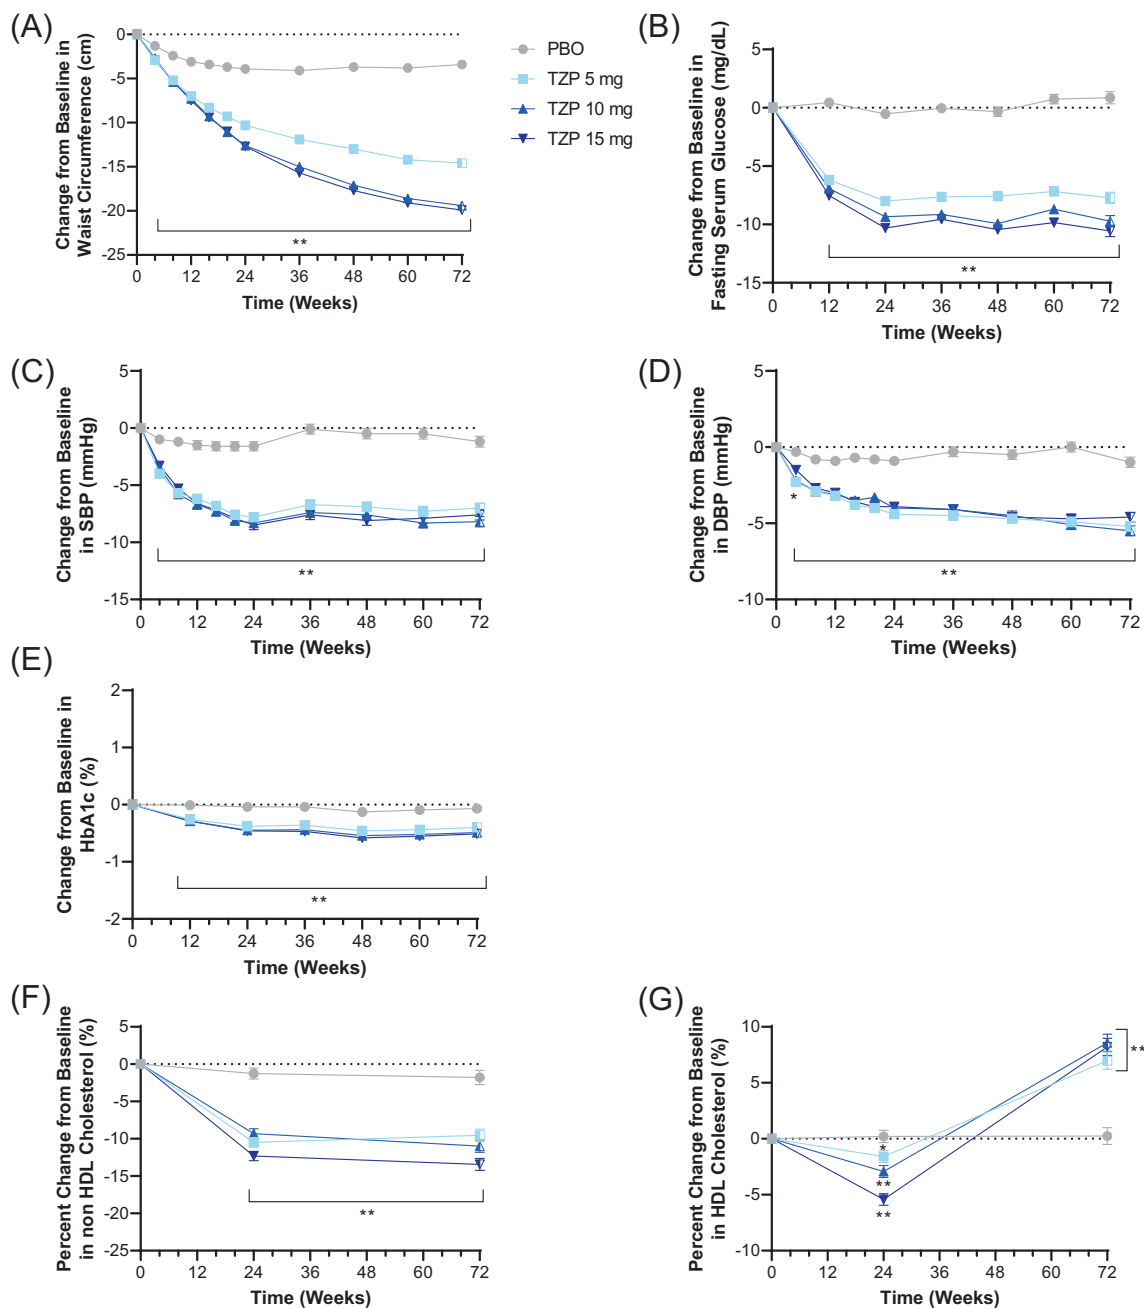 (A)
Change from Baseline in
Waist Circumference (cm)
0
-5
-10
-15
-20
-25
**
0 12 24 36 48 60 72
Time (Weeks)
PBO
TZP 5 mg
TZP 10 mg
TZP 15 mg
(B)
Change from Baseline in
Fasting Serum Glucose (mg/dL)
5
0
-5
-10
-15
**
0 12 24 36 48 60 72
Time (Weeks)
(C)
Change from Baseline
in SBP (mmHg)
5
0
-5
-10
-15
**
0 12 24 36 48 60 72
Time (Weeks)
(D)
Change from Baseline
in DBP (mmHg)
5
0
-5
-10
*
**
0 12 24 36 48 60 72
Time (Weeks)
(E)
Change from Baseline in
HbA1c (%)
2
1
0
-1
-2
**
0 12 24 36 48 60 72
Time (Weeks)
(F)
Percent Change from Baseline
in non HDL Cholesterol (%)
5
0
-5
-10
-15
-20
-25
**
0 12 24 36 48 60 72
Time (Weeks)
(G)
Percent Change from Baseline
in HDL Cholesterol (%)
10
5
0
-5
-10
*
**
**
**
0 12 24 36 48 60 72
Time (Weeks)